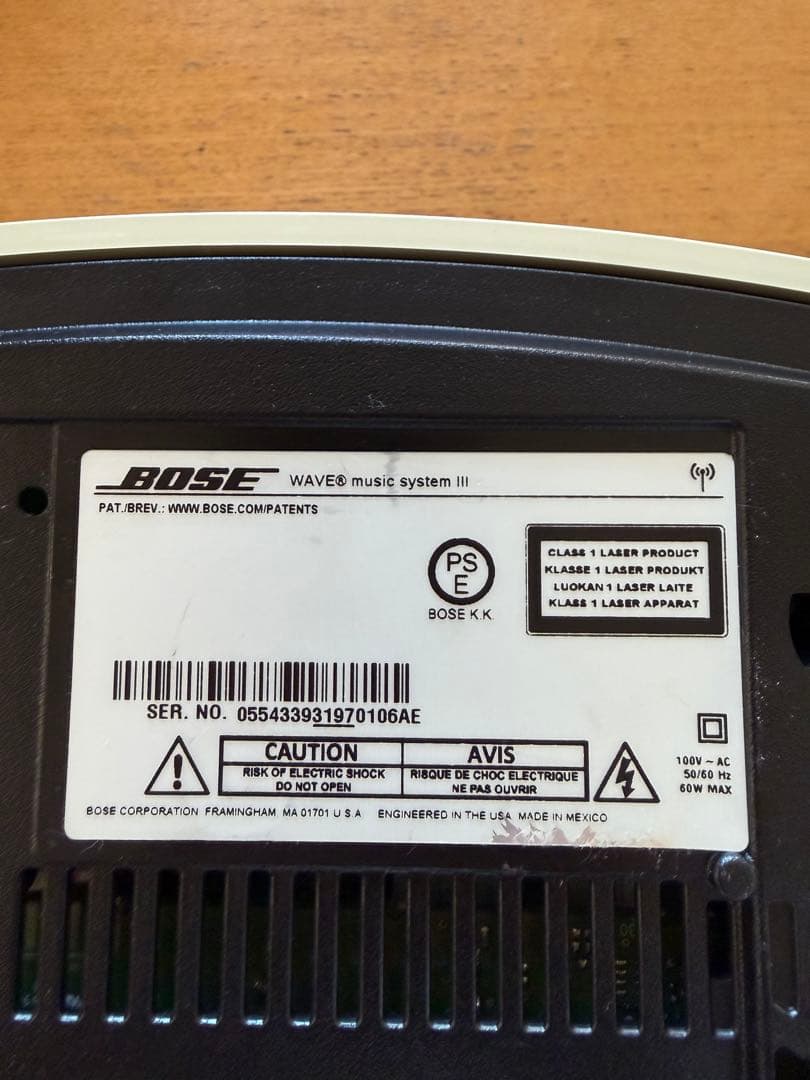 BOSE WAVE® music system III
PAT./BREV.: WWW.BOSE.COM/PATENTS
PS
E
BOSE K.K.
CLASS 1 LASER PRODUCT
KLASSE 1 LASER PRODUKT
LUOKAN 1 LASER LAITE
KLASS 1 LASER APPARAT
SER. NO. 055433931970106AE
CAUTION
RISK OF ELECTRIC SHOCK
DO NOT OPEN
AVIS
RISQUE DE CHOC ELECTRIQUE
NE PAS OUVRIR
100V ~ AC
50/60 Hz
60W MAX
BOSE CORPORATION FRAMINGHAM, MA 01701 U.S.A. ENGINEERED IN THE USA. MADE IN MEXICO